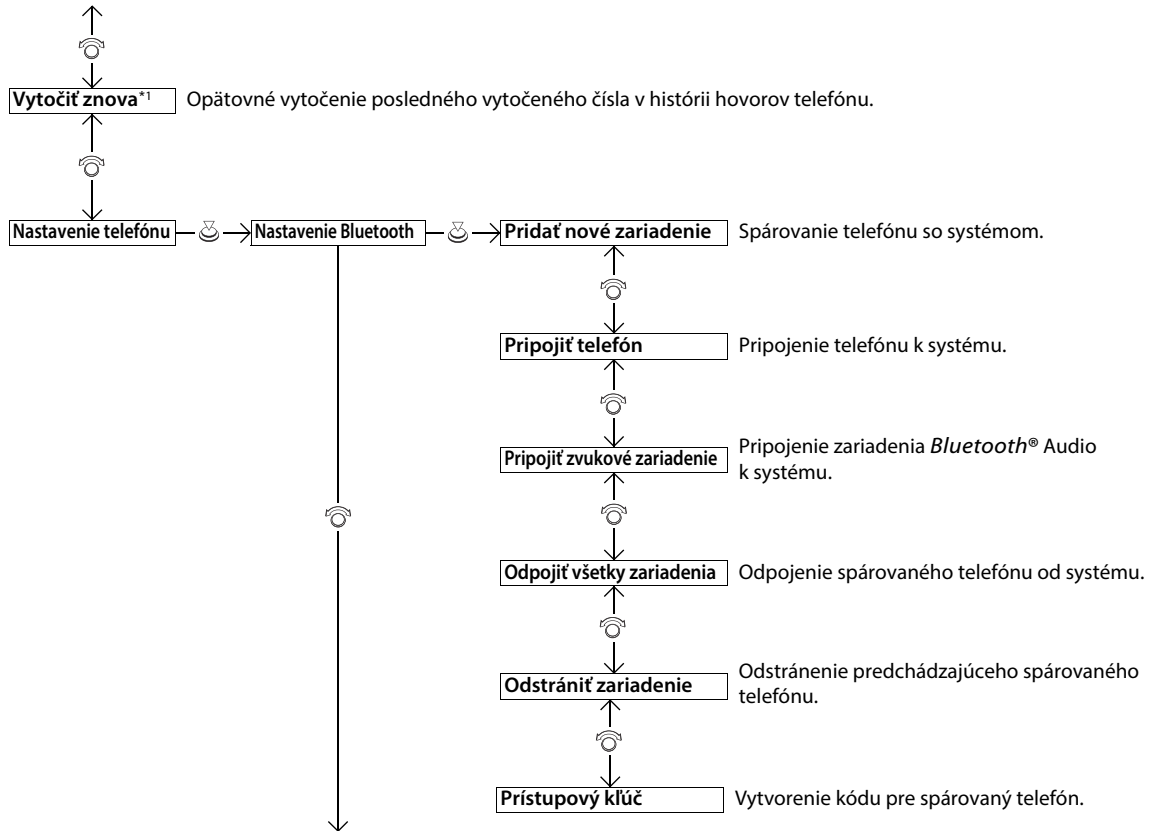 Vytočiť znova*1 Opätovné vytočenie posledného vytočeného čísla v histórii hovorov telefónu.
Nastavenie telefónu Nastavenie Bluetooth Pridať nové zariadenie Spárovanie telefónu so systémom.
Pripojiť telefón Pripojenie telefónu k systému.
Pripojiť zvukové zariadenie Pripojenie zariadenia Bluetooth® Audio
k systému.
Odpojiť všetky zariadenia Odpojenie spárovaného telefónu od systému.
Odstrániť zariadenie Odstránenie predchádzajúceho spárovaného
telefónu.
Prístupový kľúč Vytvorenie kódu pre spárovaný telefón.